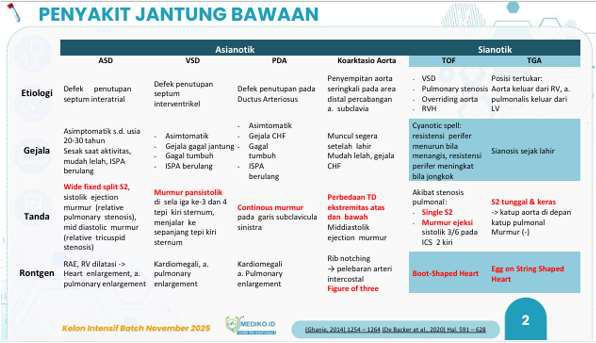 PENYAKIT JANTUNG BAWAAN
Asianotik
Sianotik
ASD
VSD
PDA
Koarktasio Aorta
TOF
TGA
Etiologi
Defek penutupan
septum interatrial
Defek penutupan
septum
interventrikel
Defek penutupan pada
Ductus Arteriosus
Penyempitan aorta
seringkali pada area
distal percabangan
a. subclavia
- VSD
- Pulmonary stenosis
- Overriding aorta
- RVH
Posisi tertukar:
Aorta keluar dari RV, a.
pulmonalis keluar dari
LV
Gejala
Asimptomatik s.d. usia
20-30 tahun
Sesak saat aktivitas,
mudah lelah, ISPA
berulang
- Asimtomatik
- Gejala gagal jantung
- Gagal tumbuh
- ISPA berulang
- Asimtomatik
- Gejala CHF
- Gagal
tumbuh
- ISPA
berulang
Muncul segera
setelah lahir
Mudah lelah, gejala
CHF
Cyanotic spell:
resistensi perifer
menurun bila
menangis, resistensi
perifer meningkat
bila jongkok
Sianosis sejak lahir
Tanda
Wide fixed split S2,
sistolik ejection
murmur (relative
pulmonary stenosis),
mid diastolic murmur
(relative tricuspid
stenosis)
Murmur pansistolik
di sela iga ke-3 dan 4
tepi kiri sternum,
menjalar ke
sepanjang tepi kiri
sternum
Continous murmur
pada garis subclavicula
sinistra
Perbedaan TD
ekstremitas atas
dan bawah
Middiastolik
ejection murmur
Akibat stenosis
pulmonal:
- Single S2
- Murmur ejeksi
sistolik 3/6 pada
ICS 2 kiri
S2 tunggal & keras
-> katup aorta di depan
katup pulmonal
Murmur (-)
Rontgen
RAE, RV dilatasi ->
Heart enlargement, a.
pulmonary enlargement
Kardiomegali, a.
pulmonary
enlargement
Kardiomegali
a. Pulmonary
enlargement
Rib notching
→ pelebaran arteri
intercostal
Figure of three
Boot-Shaped Heart
Egg on String Shaped
Heart
Kelon Intensif Batch November 2025
MEDIKO.ID
(Ghanie, 2014) 1254 – 1264 (De Backer et al., 2020) Hal. 591 – 628
2